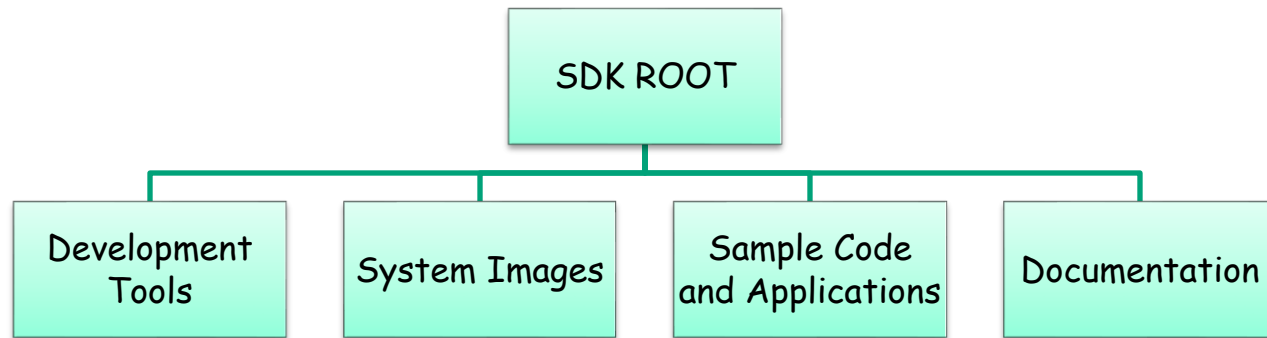 SDK ROOT
Development
Tools
System Images
Sample Code
and Applications
Documentation